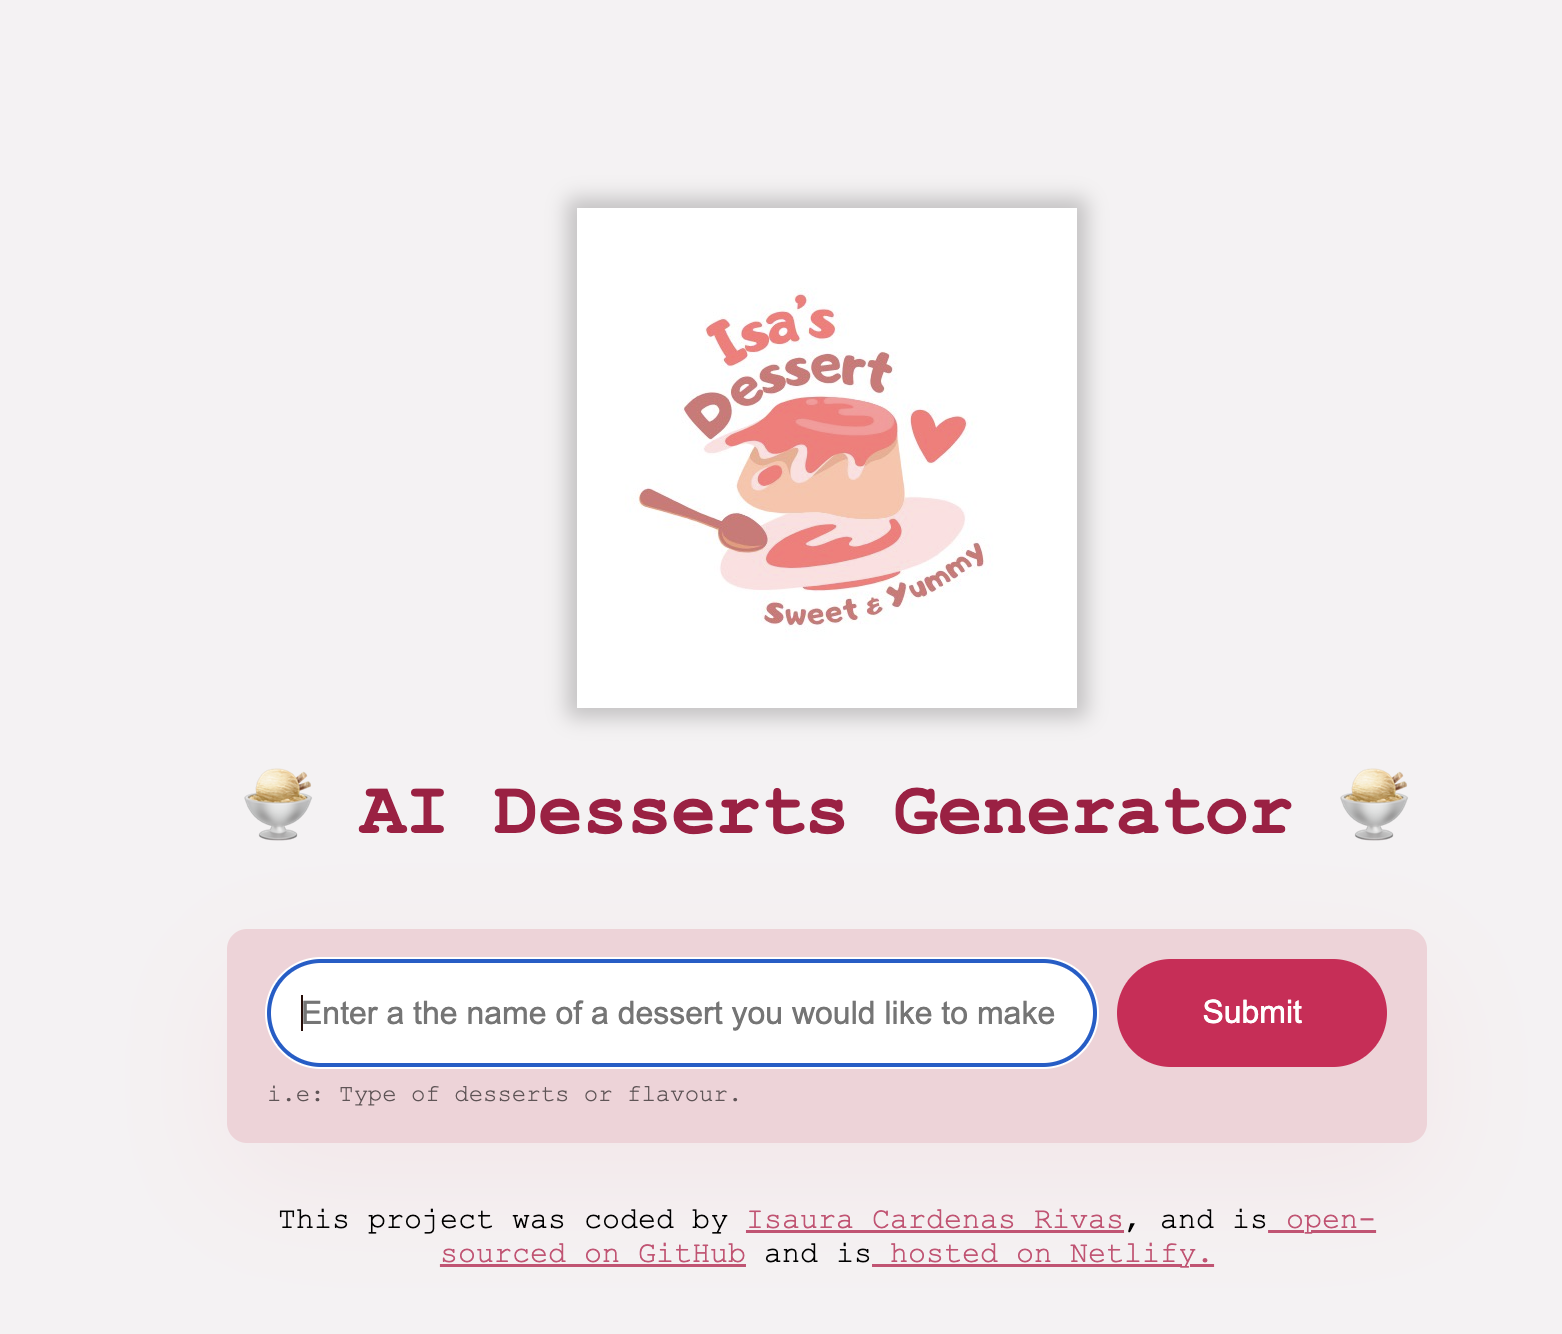 Isa's
Dessert
Sweet & Yummy
AI Desserts Generator
Enter a the name of a dessert you would like to make
Submit
i.e: Type of desserts or flavour.
This project was coded by Isaura Cardenas Rivas, and is open-
sourced on GitHub and is hosted on Netlify.